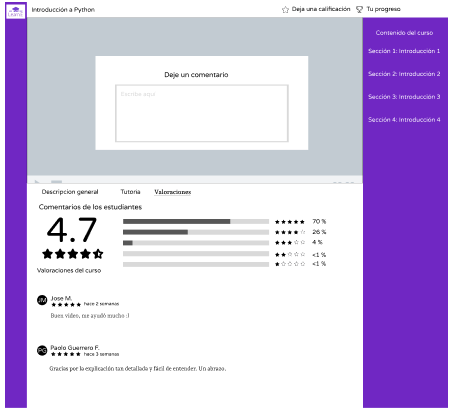 Introducción a Python
Deja una calificación
Tu progreso
Contenido del curso
Sección 1: Introducción 1
Sección 2: Introducción 2
Sección 3: Introducción 3
Sección 4: Introducción 4
Deje un comentario
Escribe aquí
Descripcion general
Tutoria
Valoraciones
Comentarios de los estudiantes
4.7
70 %
26 %
4 %
<1 %
<1 %
Valoraciones del curso
JM
Jose M.
hace 2 semanas
Buen video, me ayudó mucho :)
PG
Paolo Guerrero F.
hace 3 semanas
Gracias por la explicación tan detallada y fácil de entender. Un abrazo.